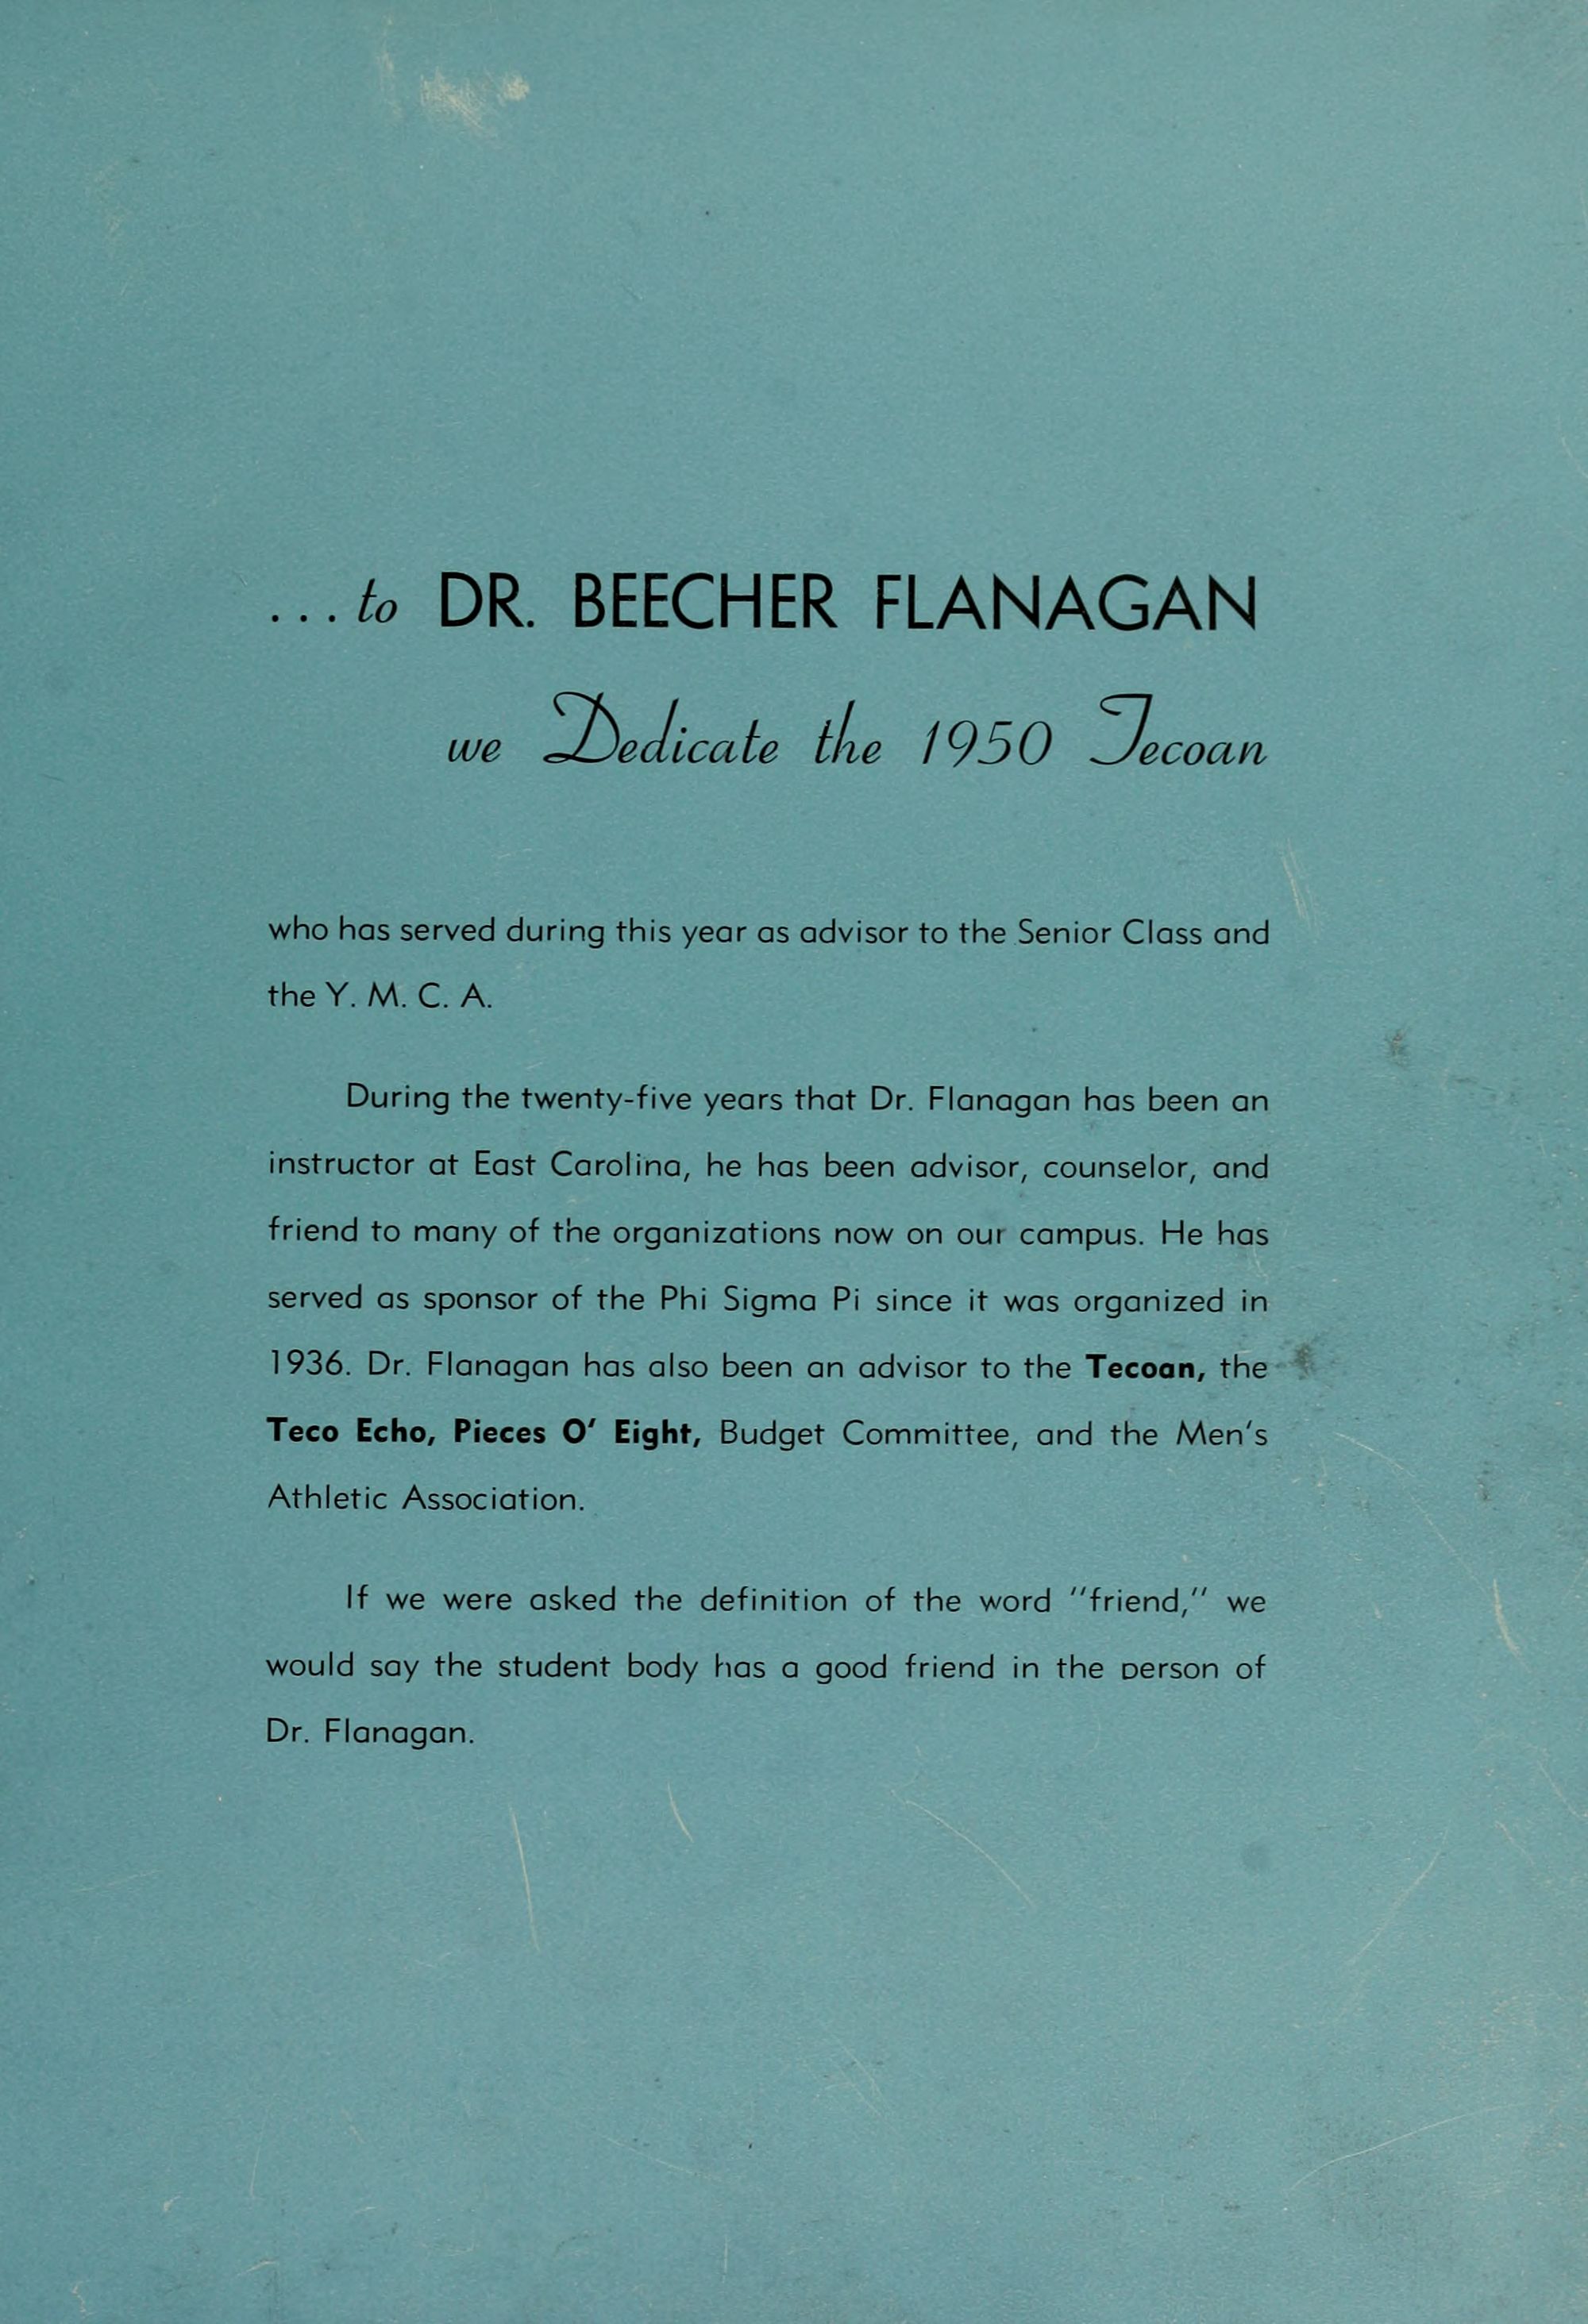 ...to DR. BEECHER FLANAGAN
we Dedicate the 1950 Tecoan
who has served during this year as advisor to the Senior Class and
the Y. M. C. A.
During the twenty-five years that Dr. Flanagan has been an
instructor at East Carolina, he has been advisor, counselor, and
friend to many of the organizations now on our campus. He has
served as sponsor of the Phi Sigma Pi since it was organized in
1936. Dr. Flanagan has also been an advisor to the Tecoan, the
Teco Echo, Pieces O' Eight, Budget Committee, and the Men's
Athletic Association.
If we were asked the definition of the word "friend," we
would say the student body has a good friend in the person of
Dr. Flanagan.